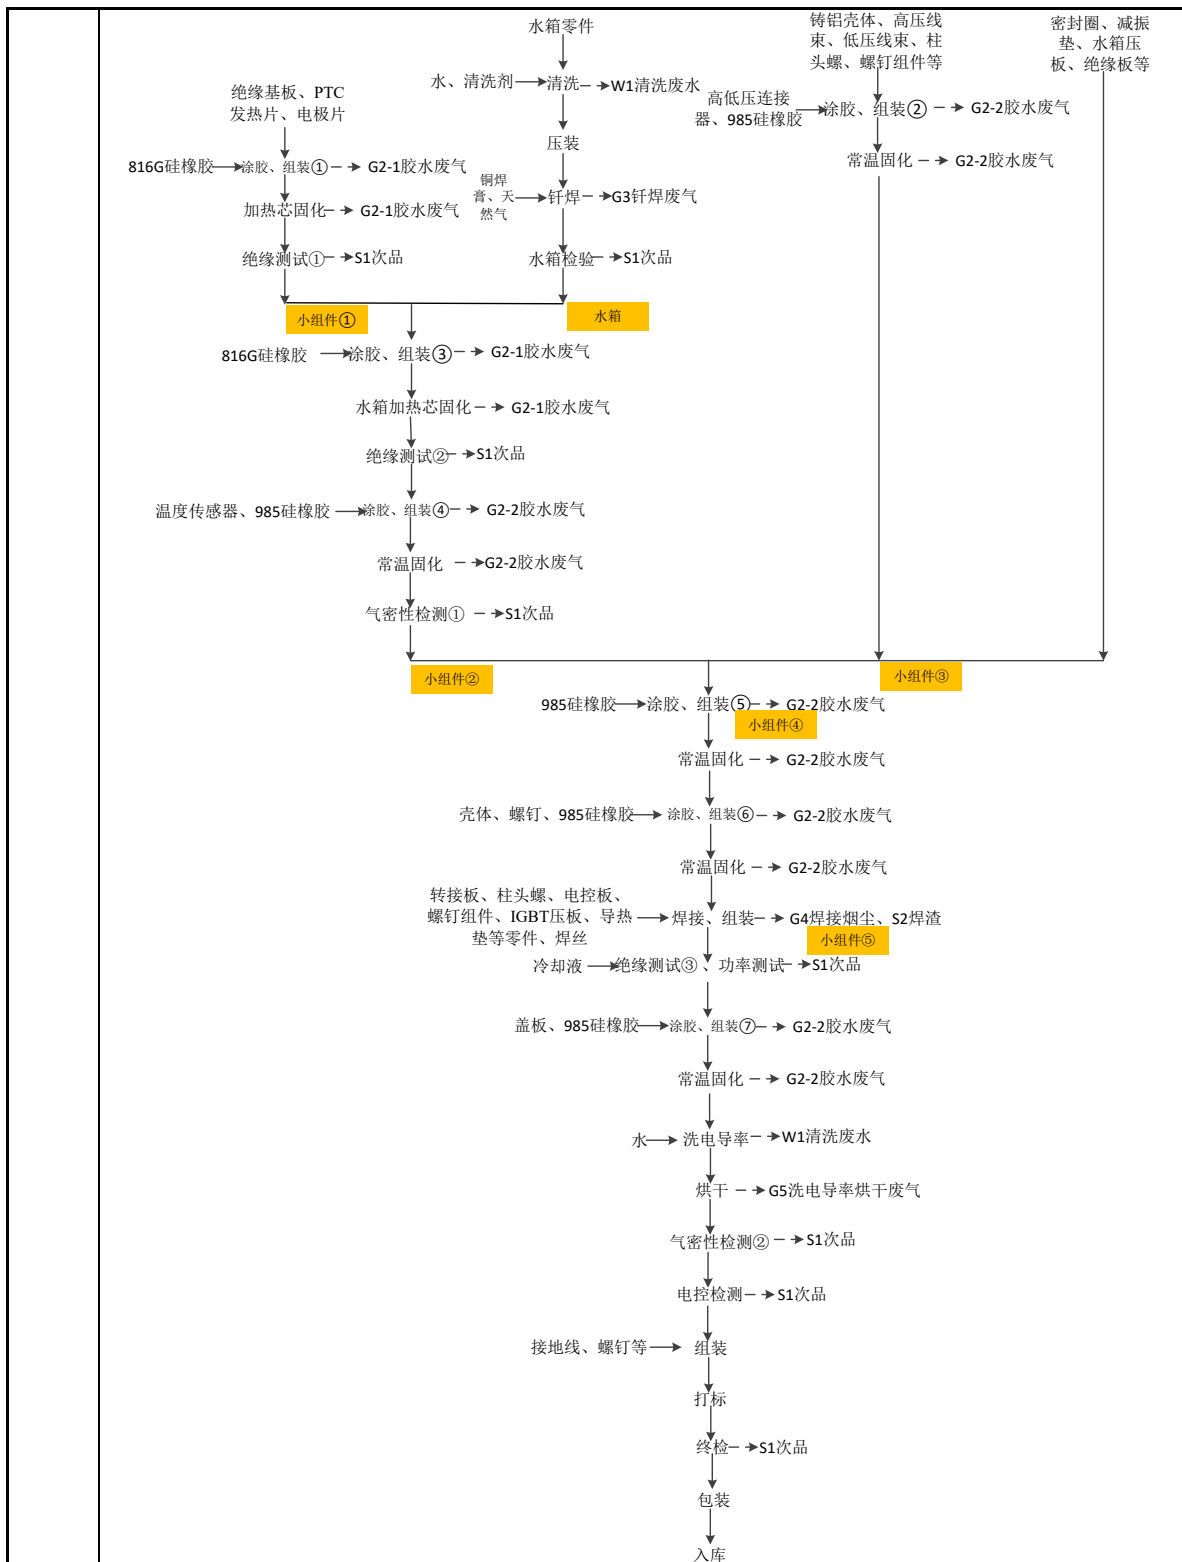 水箱零件
铸铝壳体、高压线
束、低压线束、柱
头螺、螺钉组件等
密封圈、减振
垫、水箱压
板、绝缘板等
水、清洗剂
清洗
W1清洗废水
绝缘基板、PTC
发热片、电极片
高低压连接
器、985硅橡胶
涂胶、组装②
G2-2胶水废气
压装
常温固化
G2-2胶水废气
816G硅橡胶
涂胶、组装①
G2-1胶水废气
铜焊
膏、天
然气
钎焊
G3钎焊废气
加热芯固化
G2-1胶水废气
绝缘测试①
S1次品
水箱检验
S1次品
小组件①
水箱
816G硅橡胶
涂胶、组装③
G2-1胶水废气
水箱加热芯固化
G2-1胶水废气
绝缘测试②
S1次品
温度传感器、985硅橡胶
涂胶、组装④
G2-2胶水废气
常温固化
G2-2胶水废气
气密性检测①
S1次品
小组件②
小组件③
985硅橡胶
涂胶、组装⑤
G2-2胶水废气
小组件④
常温固化
G2-2胶水废气
壳体、螺钉、985硅橡胶
涂胶、组装⑥
G2-2胶水废气
常温固化
G2-2胶水废气
转接板、柱头螺、电控板、
螺钉组件、IGBT压板、导热
垫等零件、焊丝
焊接、组装
G4焊接烟尘、S2焊渣
小组件⑤
冷却液
绝缘测试③、功率测试
S1次品
盖板、985硅橡胶
涂胶、组装⑦
G2-2胶水废气
常温固化
G2-2胶水废气
水
洗电导率
W1清洗废水
烘干
G5洗电导率烘干废气
气密性检测②
S1次品
电控检测
S1次品
接地线、螺钉等
组装
打标
终检
S1次品
包装
入库